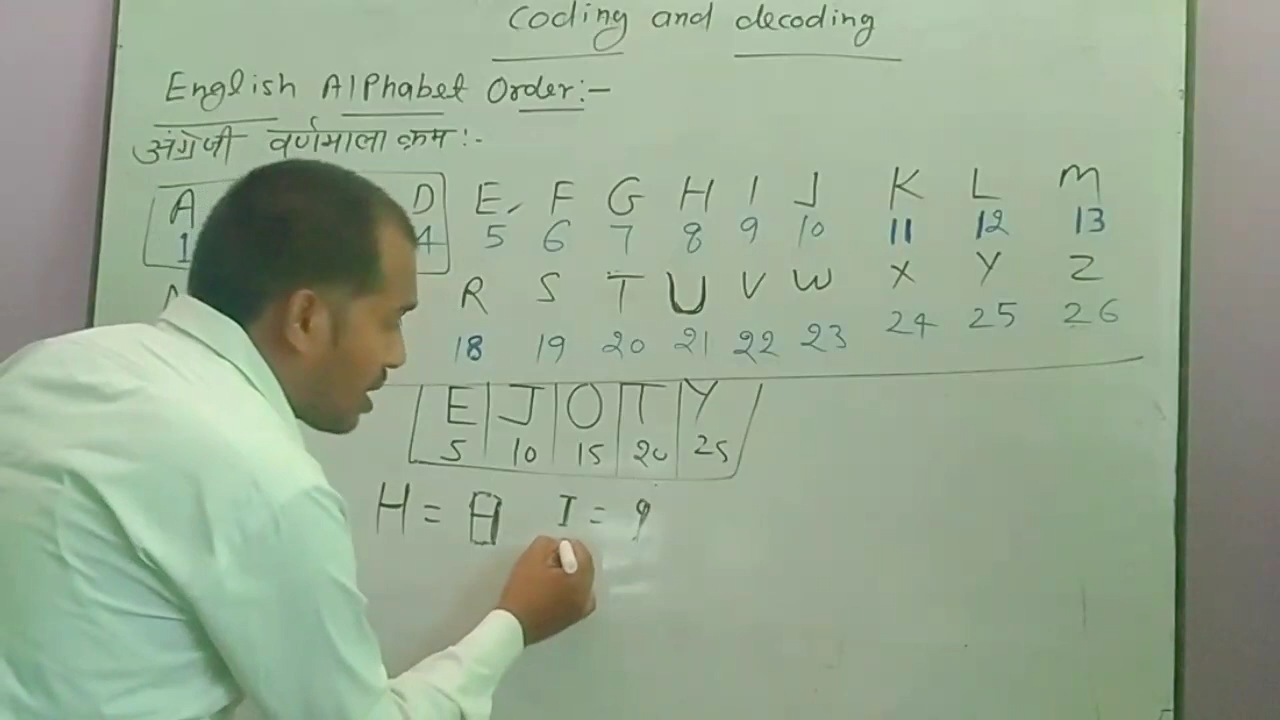 Coding and decoding
English Alphabet Order:-
अंग्रेजी वर्णमाला क्रम :-
A D E, F G H I J K L M
1 4 5 6 7 8 9 10 11 12 13
R S T U V W X Y Z
18 19 20 21 22 23 24 25 26
E J O T Y
5 10 15 20 25
H = 8 I = 9